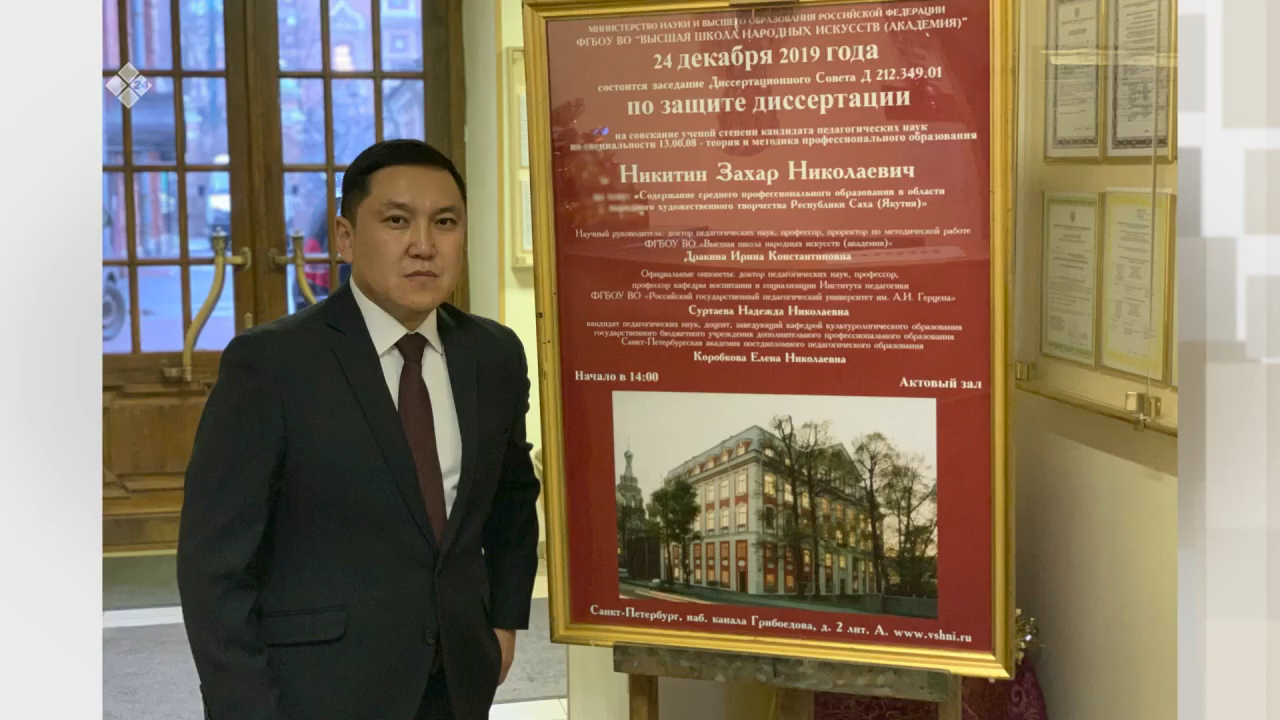 МИНИСТЕРСТВО НАУКИ И ВЫСШЕГО ОБРАЗОВАНИЯ РОССИЙСКОЙ ФЕДЕРАЦИИ
ФГБОУ ВО "ВЫСШАЯ ШКОЛА НАРОДНЫХ ИСКУССТВ (АКАДЕМИЯ)"
24 декабря 2019 года
состоится заседание Диссертационного Совета Д 212.349.01
по защите диссертации
на соискание ученой степени кандидата педагогических наук
специальности 13.00.08 - теория и методика профессионального образования
Никитин Захар Николаевич
«Содержание среднего профессионального образования в области
художественного творчества Республики Саха (Якутия)»
Научный руководитель: доктор педагогических наук, профессор, проректор по методической работе
ФГБОУ ВО «Высшая школа народных искусств (академия)»
Дракина Ирина Константиновна
Официальные оппоненты: доктор педагогических наук, профессор,
профессор кафедры воспитания и социализации Института педагогики
ФГБОУ ВО «Российский государственный педагогический университет им. А.И. Герцена»
Суртаева Надежда Николаевна
кандидат педагогических наук, доцент, заведующий кафедрой культурологического образования
государственного бюджетного учреждения дополнительного профессионального образования
Санкт-Петербургская академия постдипломного педагогического образования
Коробкова Елена Николаевна
Начало в 14:00
Актовый зал
Санкт-Петербург, наб. канала Грибоедова, д. 2 лит. А. www.vshni.ru
24